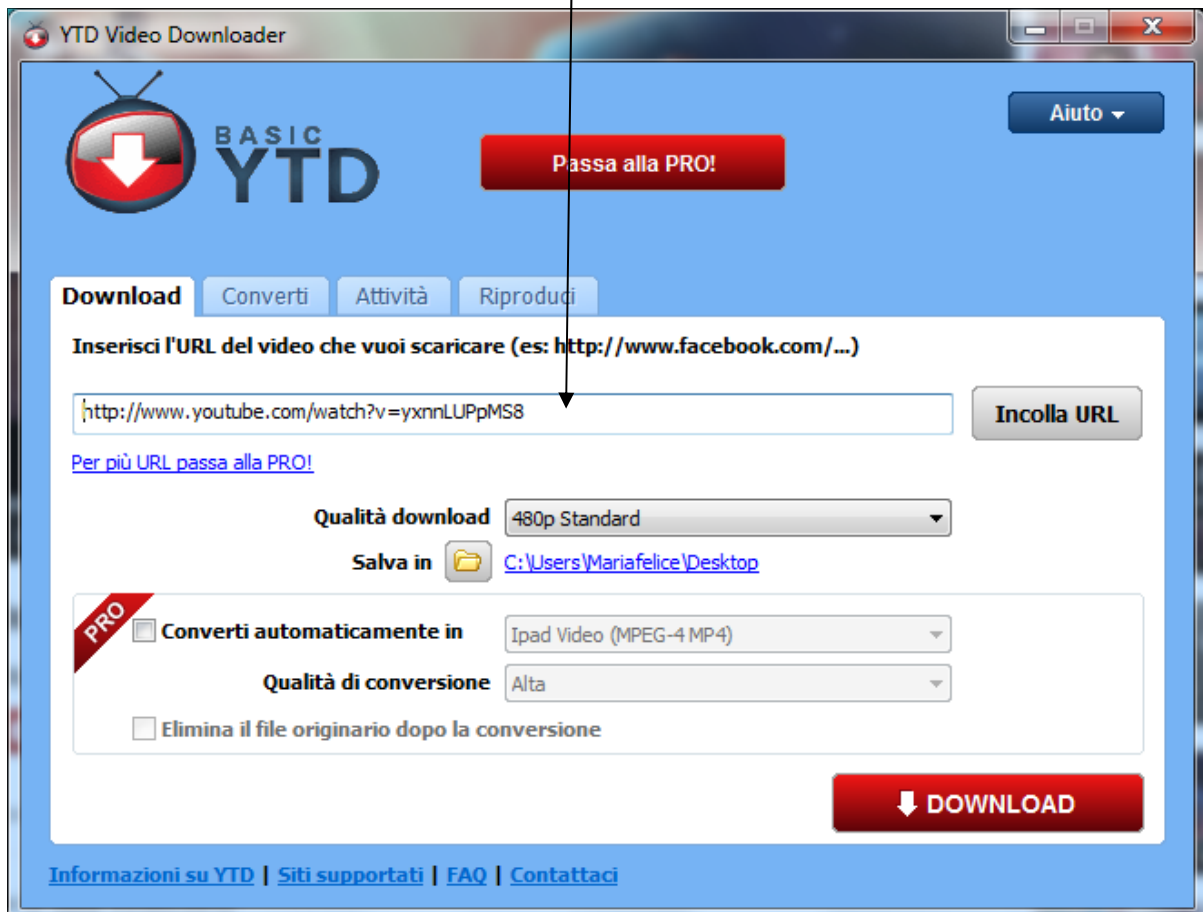 YTD Video Downloader
Aiuto
BASIC
YTD
Passa alla PRO!
Download Converti Attività Riproduci
Inserisci l'URL del video che vuoi scaricare (es: http://www.facebook.com/...)
http://www.youtube.com/watch?v=yxnnLUPpMS8
Incolla URL
Per più URL passa alla PRO!
Qualità download 480p Standard
Salva in C:\Users\Mariafelice\Desktop
PRO
Converti automaticamente in Ipad Video (MPEG-4 MP4)
Qualità di conversione Alta
Elimina il file originario dopo la conversione
DOWNLOAD
Informazioni su YTD | Siti supportati | FAQ | Contattaci